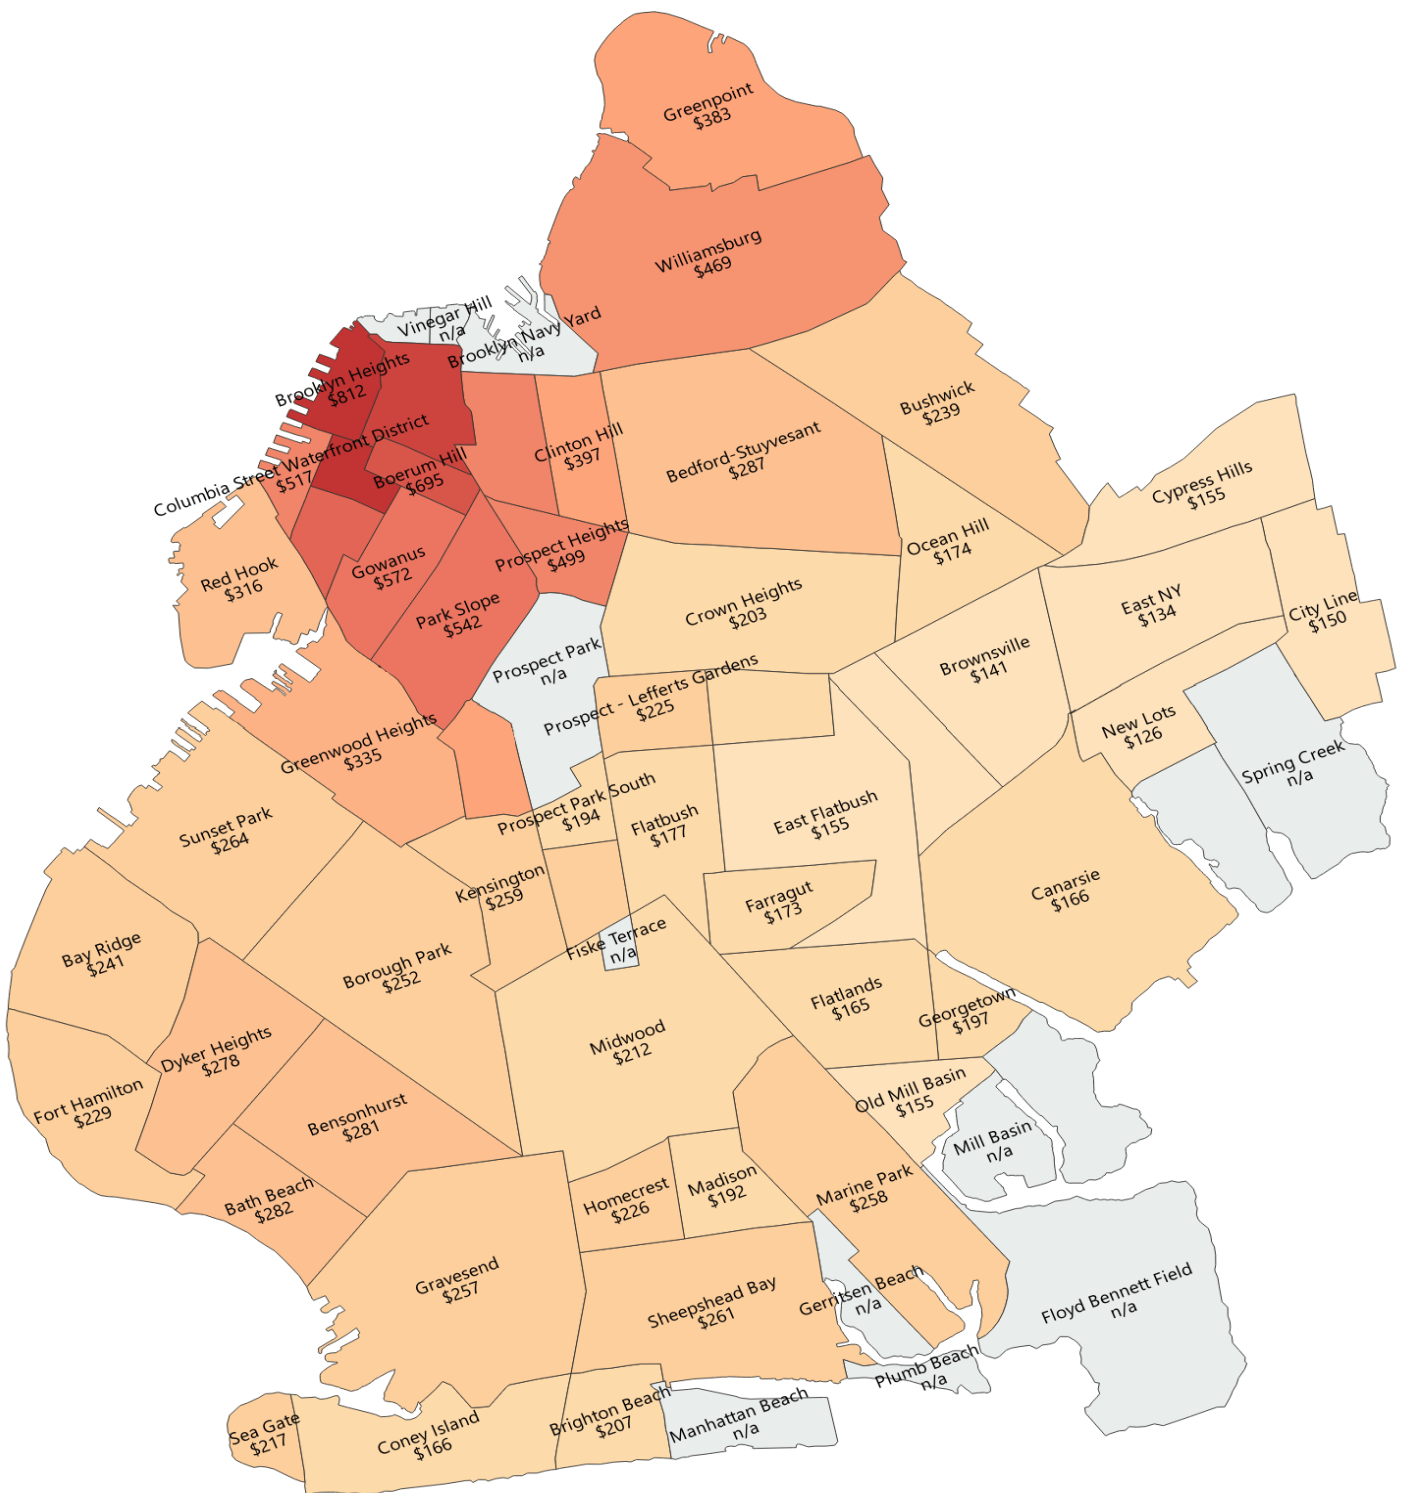 Greenpoint
$383
Williamsburg
$469
Vinegar Hill
n/a
Brooklyn Navy Yard
n/a
Brooklyn Heights
$812
Bushwick
$239
Columbia Street Waterfront District
$517
Boerum Hill
$695
Clinton Hill
$397
Bedford-Stuyvesant
$287
Cypress Hills
$155
Ocean Hill
$174
Prospect Heights
$499
Gowanus
$572
Red Hook
$316
Park Slope
$542
Crown Heights
$203
East NY
$134
City Line
$150
Brownsville
$141
Prospect Park
n/a
Prospect - Lefferts Gardens
$225
New Lots
$126
Greenwood Heights
$335
Spring Creek
n/a
Sunset Park
$264
Prospect Park South
$194
Flatbush
$177
East Flatbush
$155
Kensington
$259
Farragut
$173
Canarsie
$166
Bay Ridge
$241
Borough Park
$252
Fiske Terrace
n/a
Flatlands
$165
Georgetown
$197
Dyker Heights
$278
Midwood
$212
Fort Hamilton
$229
Bensonhurst
$281
Old Mill Basin
$155
Mill Basin
n/a
Bath Beach
$282
Homecrest
$226
Madison
$192
Marine Park
$258
Gravesend
$257
Sheepshead Bay
$261
Gerritsen Beach
n/a
Floyd Bennett Field
n/a
Plumb Beach
n/a
Sea Gate
$217
Coney Island
$166
Brighton Beach
$207
Manhattan Beach
n/a